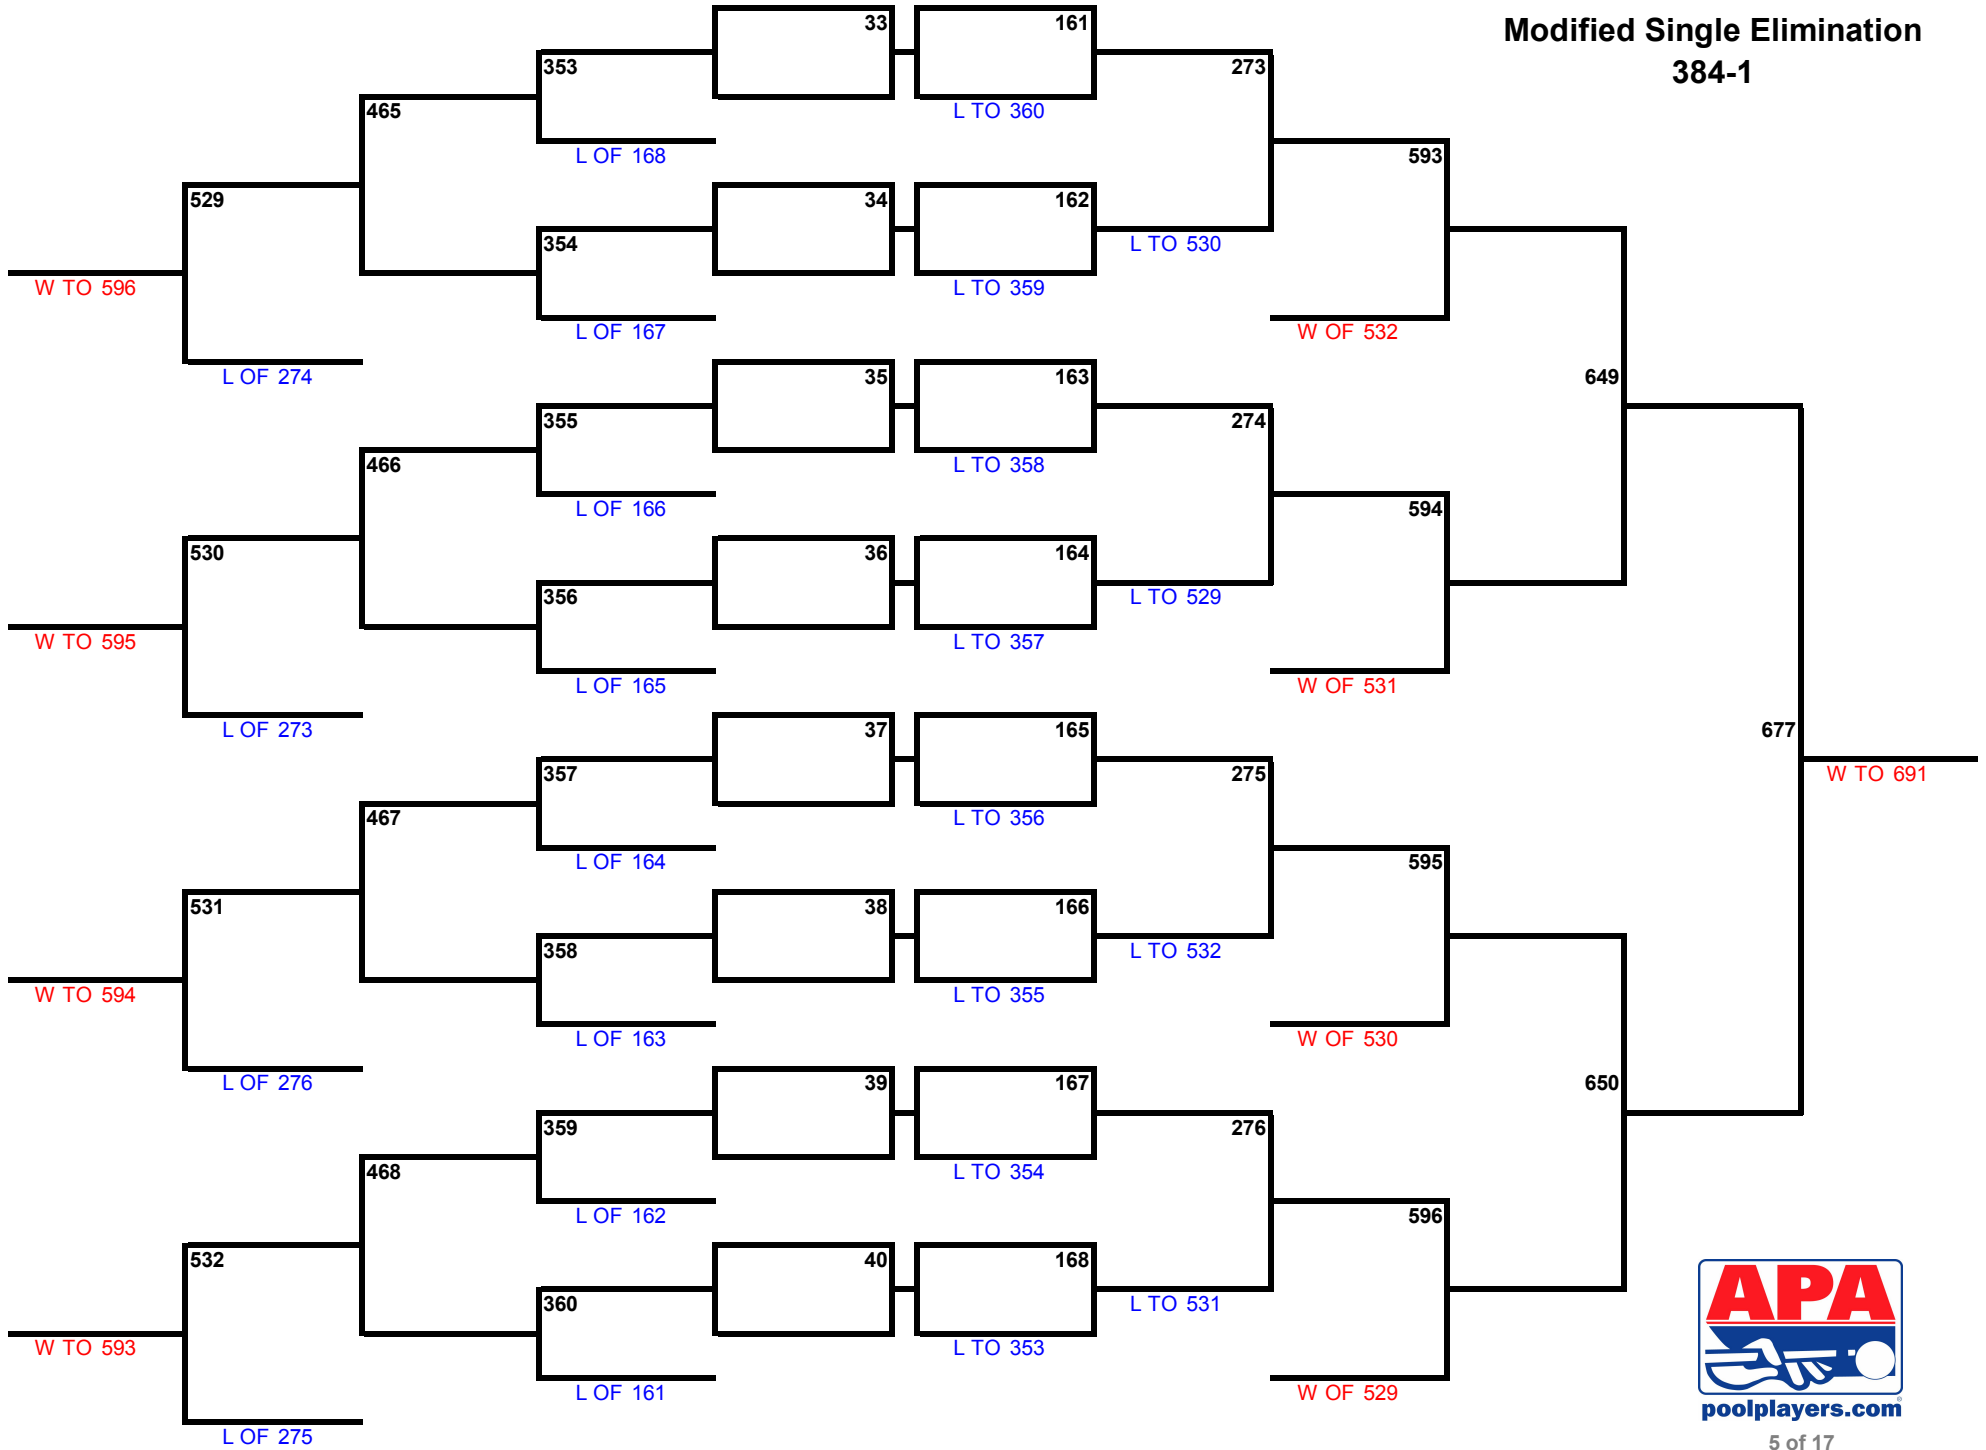 Modified Single Elimination
384-1
33
161
353
273
465
L TO 360
L OF 168
593
529
34
162
354
L TO 530
W TO 596
L TO 359
L OF 167
W OF 532
L OF 274
35
163
649
355
274
466
L TO 358
L OF 166
594
530
36
164
356
L TO 529
W TO 595
L TO 357
L OF 165
W OF 531
L OF 273
37
165
677
357
275
W TO 691
467
L TO 356
L OF 164
595
531
38
166
358
L TO 532
W TO 594
L TO 355
L OF 163
W OF 530
L OF 276
39
167
650
359
276
468
L TO 354
L OF 162
596
532
40
168
360
L TO 531
W TO 593
L TO 353
L OF 161
W OF 529
L OF 275
APA
poolplayers.com
5 of 17